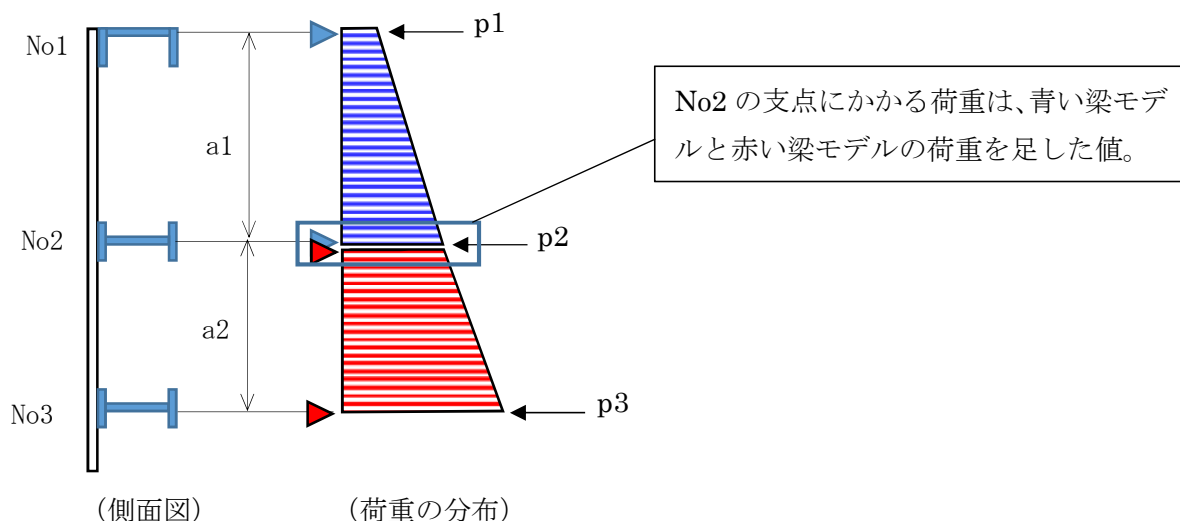 No1
p1
No2 の支点にかかる荷重は、青い梁モデ
ルと赤い梁モデルの荷重を足した値。
a1
No2
p2
a2
No3
p3
（側面図）
（荷重の分布）